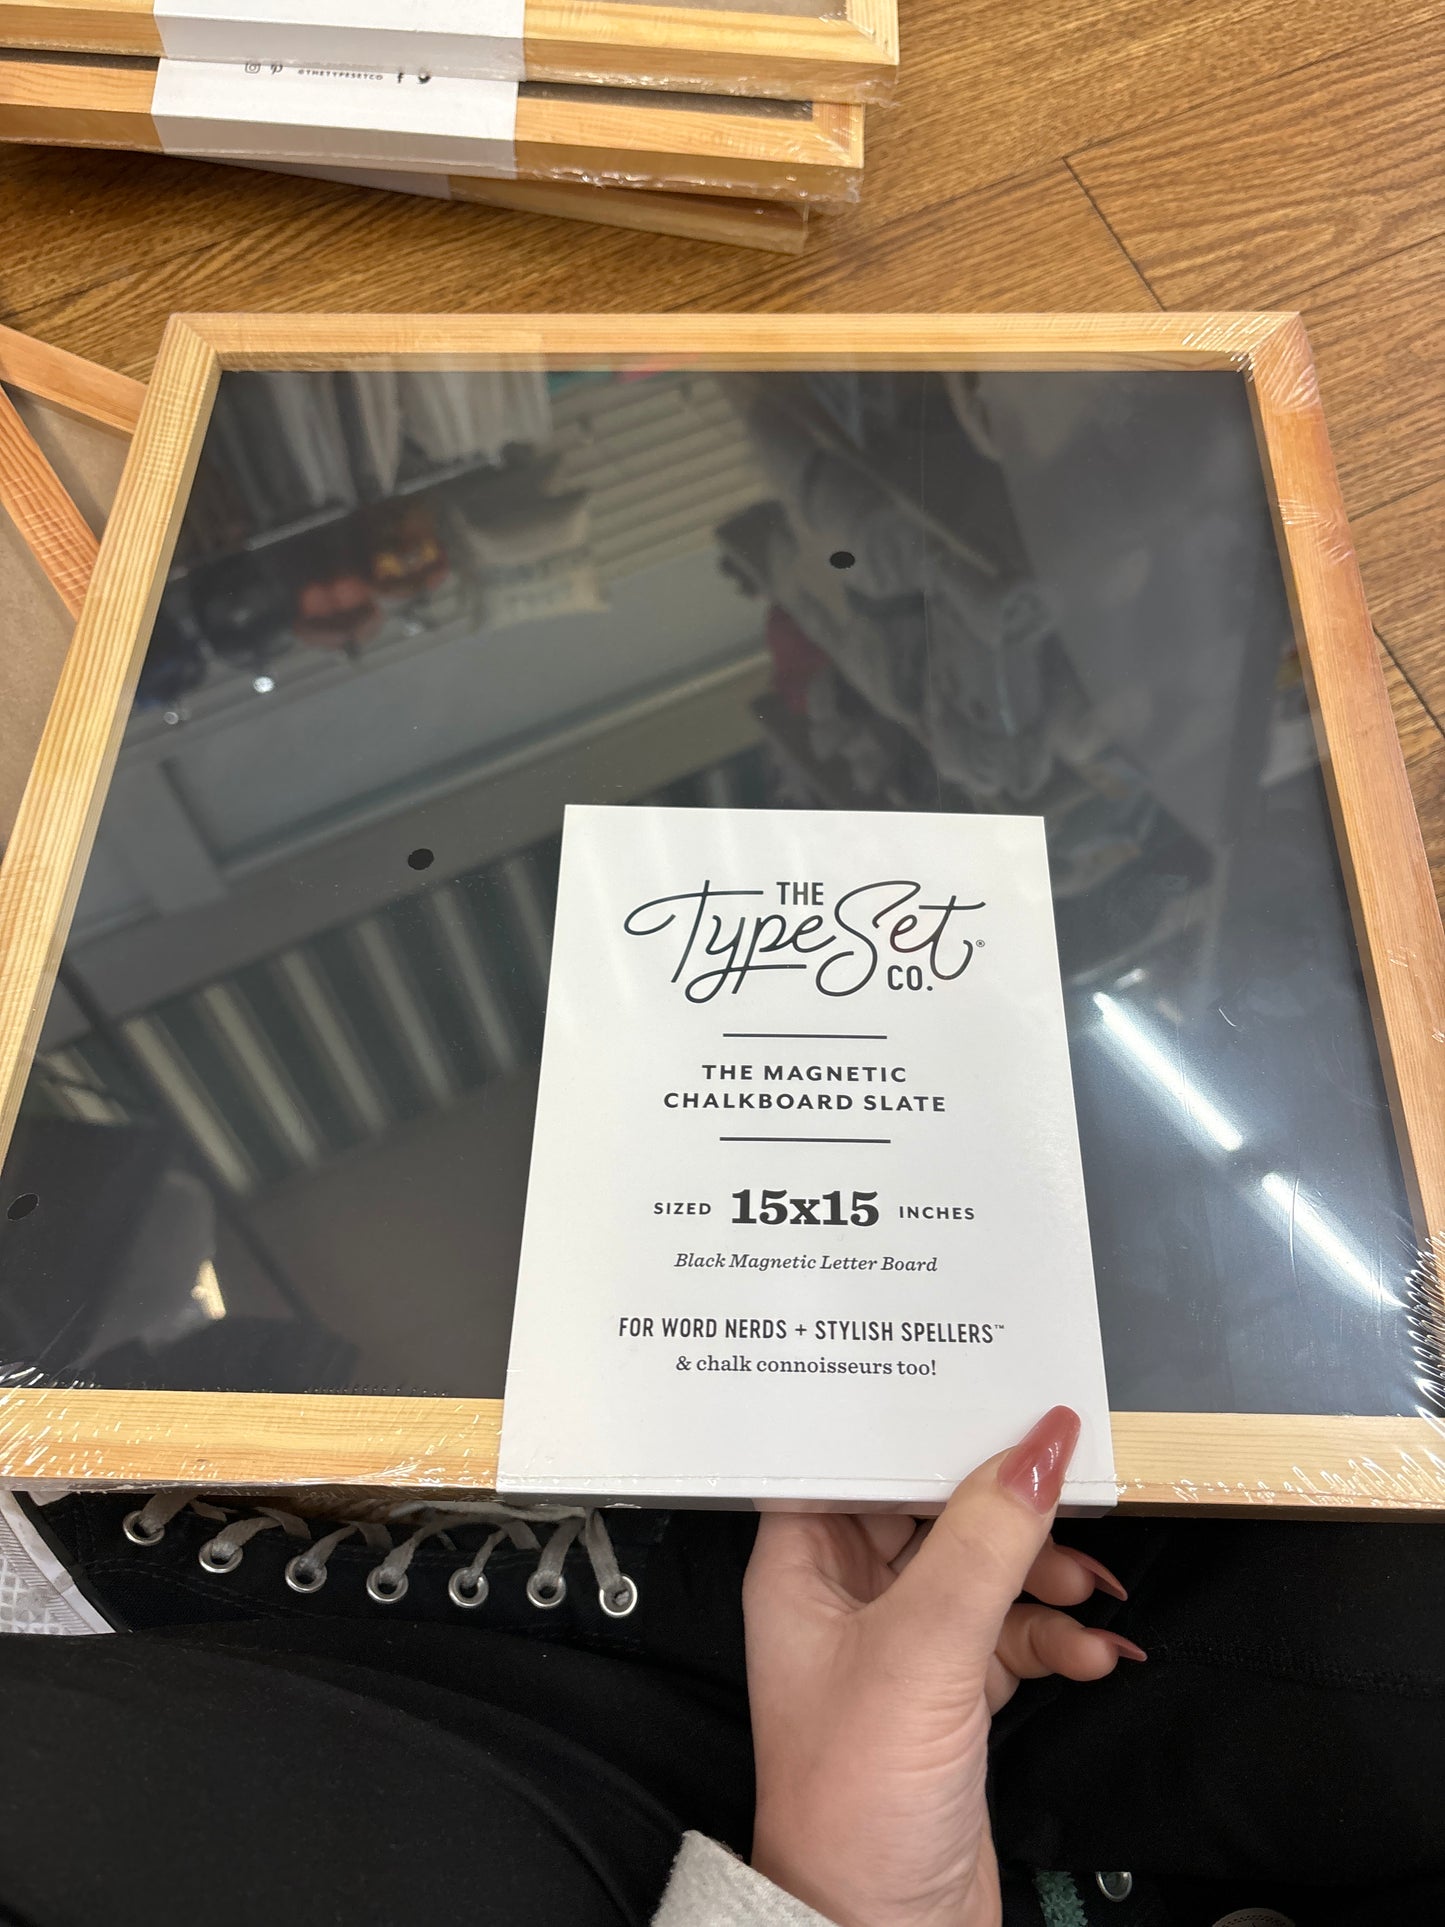 @THETYPESETCO
THE
TypeSet®
CO.
THE MAGNETIC
CHALKBOARD SLATE
SIZED 15x15 INCHES
Black Magnetic Letter Board
FOR WORD NERDS + STYLISH SPELLERS™
& chalk connoisseurs too!